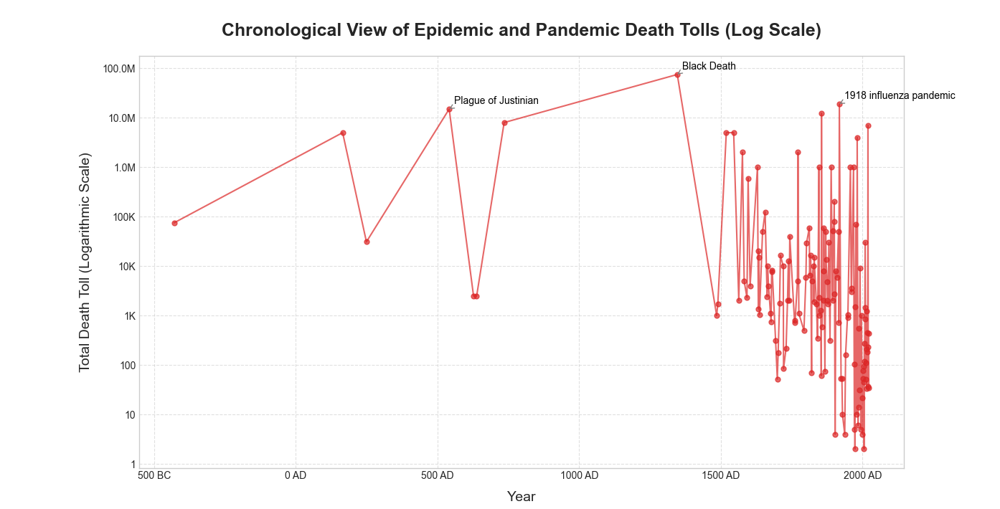 Chronological View of Epidemic and Pandemic Death Tolls (Log Scale)
100.0M
Black Death
1918 influenza pandemic
Plague of Justinian
10.0M
1.0M
100K
10K
1K
100
10
1
Total Death Toll (Logarithmic Scale)
500 BC
0 AD
500 AD
1000 AD
1500 AD
2000 AD
Year